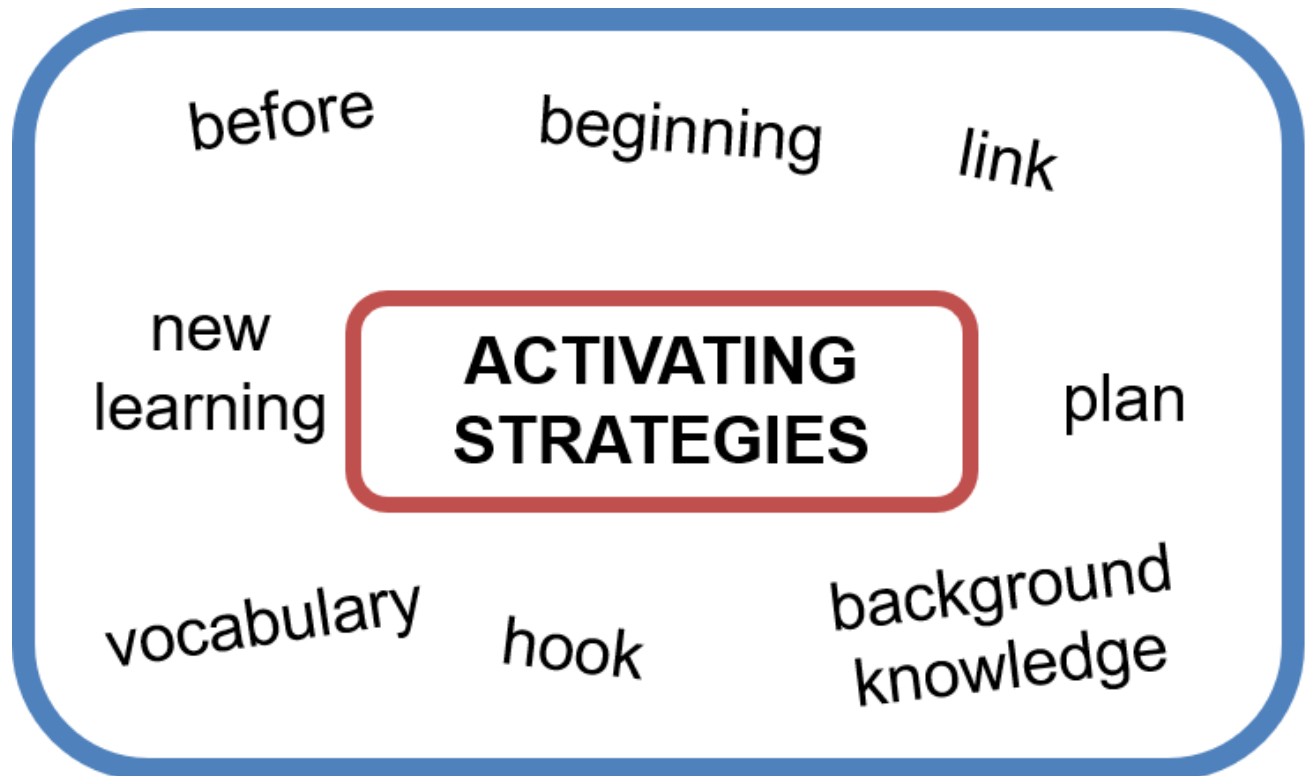 before
beginning
link
new
learning
ACTIVATING
STRATEGIES
plan
vocabulary
hook
background
knowledge